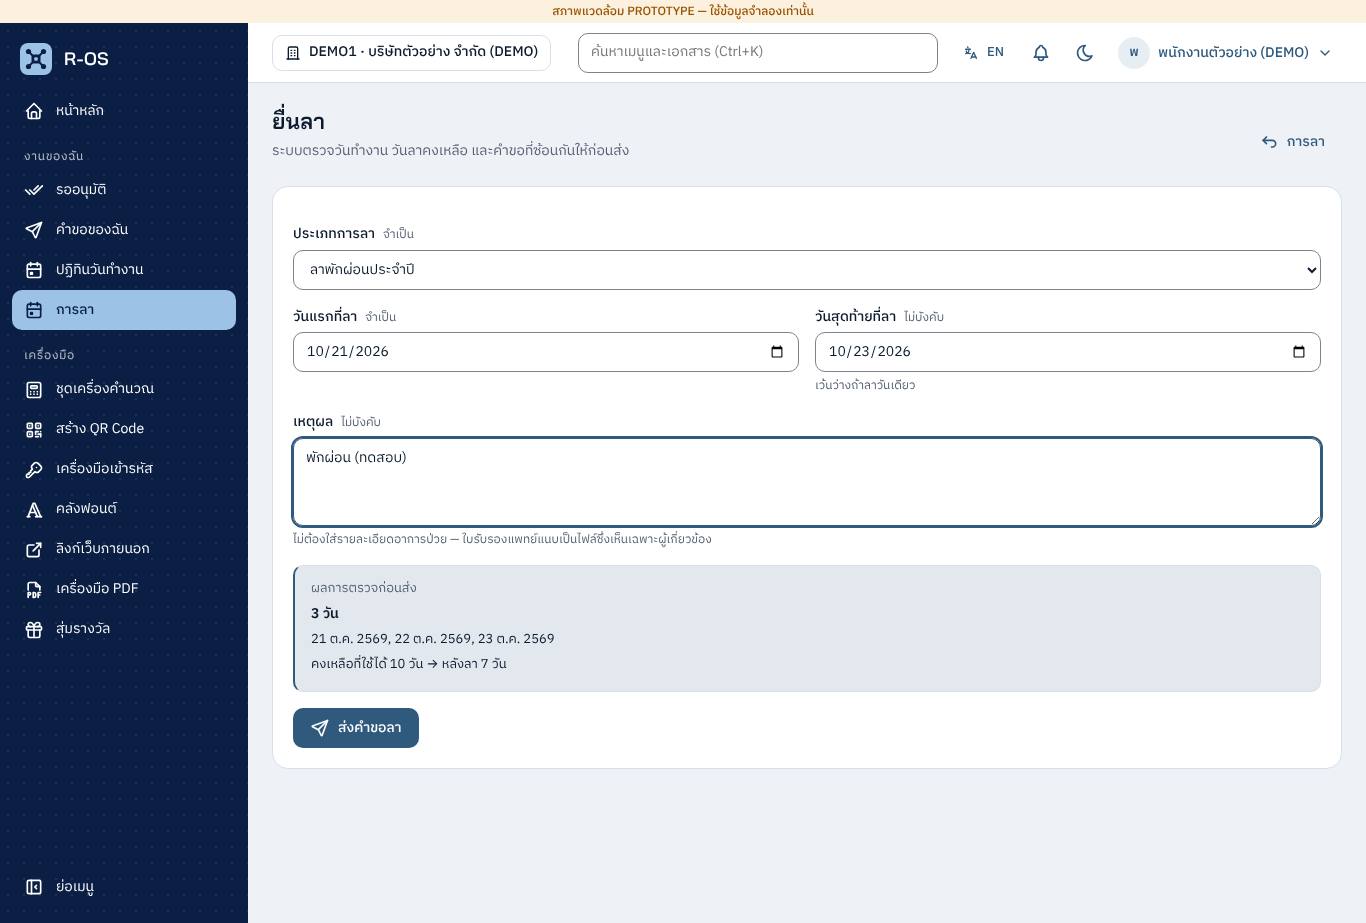 สภาพแวดล้อม PROTOTYPE — ใช้ข้อมูลจำลองเท่านั้น
R-OS
DEMO1 · บริษัทตัวอย่าง จำกัด (DEMO)
ค้นหาเมนูและเอกสาร (Ctrl+K)
EN
พ
พนักงานตัวอย่าง (DEMO)
หน้าหลัก
งานของฉัน
รออนุมัติ
คำขอของฉัน
ปฏิทินวันทำงาน
การลา
เครื่องมือ
ชุดเครื่องคำนวณ
สร้าง QR Code
เครื่องมือเข้ารหัส
คลังฟอนต์
ลิงก์เว็บภายนอก
เครื่องมือ PDF
สุ่มรางวัล
ย่อเมนู
ยื่นลา
ระบบตรวจวันทำงาน วันลาคงเหลือ และคำขอที่ซ้อนกันให้ก่อนส่ง
การลา
ประเภทการลา จำเป็น
ลาพักผ่อนประจำปี
วันแรกที่ลา จำเป็น
10/21/2026
วันสุดท้ายที่ลา ไม่บังคับ
10/23/2026
เว้นว่างถ้าลาวันเดียว
เหตุผล ไม่บังคับ
พักผ่อน (ทดสอบ)
ไม่ต้องใส่รายละเอียดอาการป่วย — ใบรับรองแพทย์แนบเป็นไฟล์ซึ่งเห็นเฉพาะผู้เกี่ยวข้อง
ผลการตรวจก่อนส่ง
3 วัน
21 ต.ค. 2569, 22 ต.ค. 2569, 23 ต.ค. 2569
คงเหลือที่ใช้ได้ 10 วัน → หลังลา 7 วัน
ส่งคำขอลา